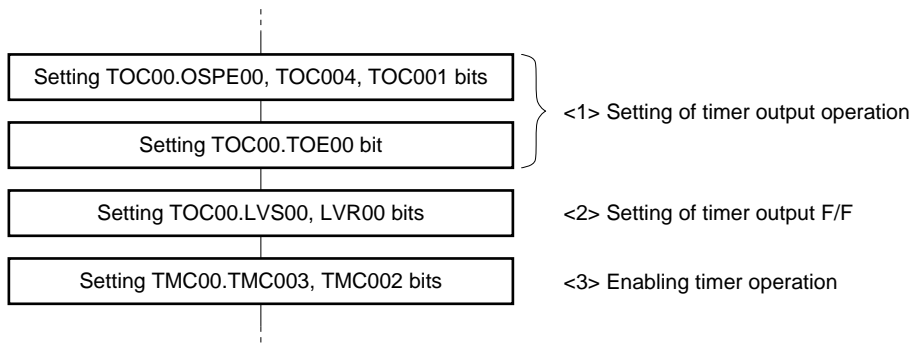 Setting TOC00.OSPE00, TOC004, TOC001 bits
<1> Setting of timer output operation
Setting TOC00.TOE00 bit
Setting TOC00.LVS00, LVR00 bits
<2> Setting of timer output F/F
Setting TMC00.TMC003, TMC002 bits
<3> Enabling timer operation